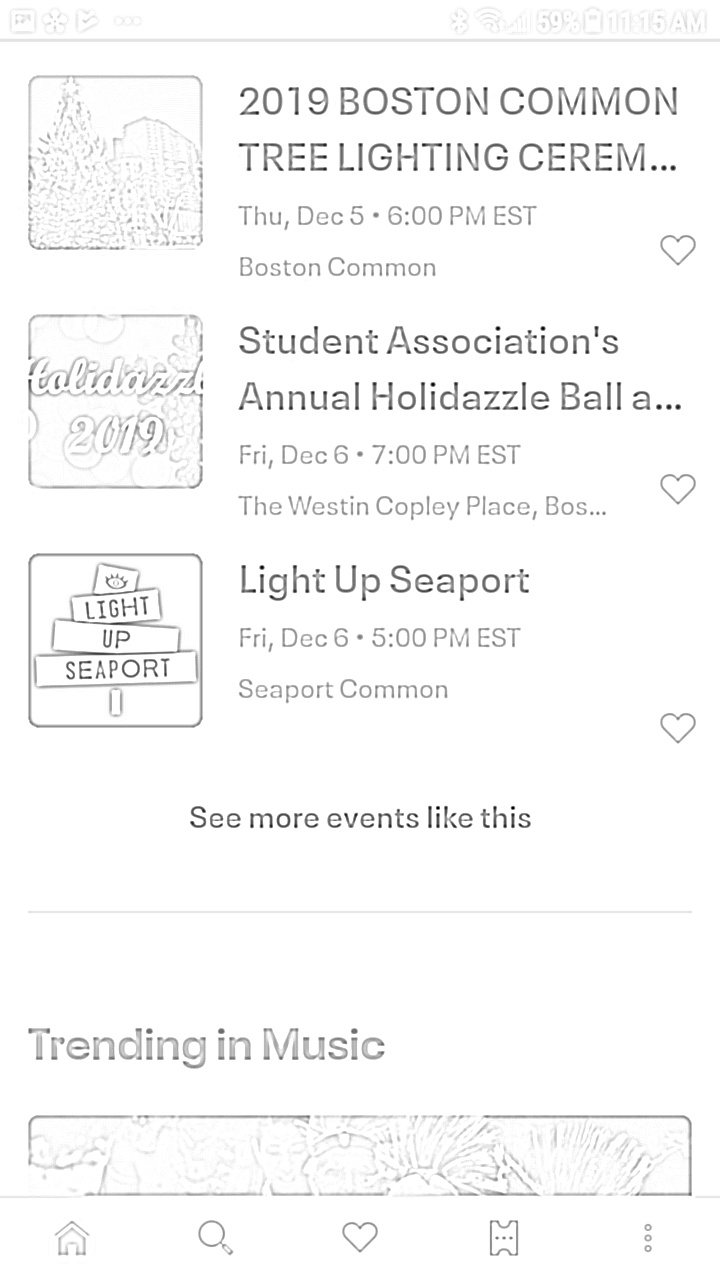 59% 11:15 AM
2019 BOSTON COMMON
TREE LIGHTING CEREM...
Thu, Dec 5 • 6:00 PM EST
Boston Common
Holidazzl
2019
Student Association's
Annual Holidazzle Ball a...
Fri, Dec 6 • 7:00 PM EST
The Westin Copley Place, Bos...
LIGHT
UP
SEAPORT
Light Up Seaport
Fri, Dec 6 • 5:00 PM EST
Seaport Common
See more events like this
Trending in Music